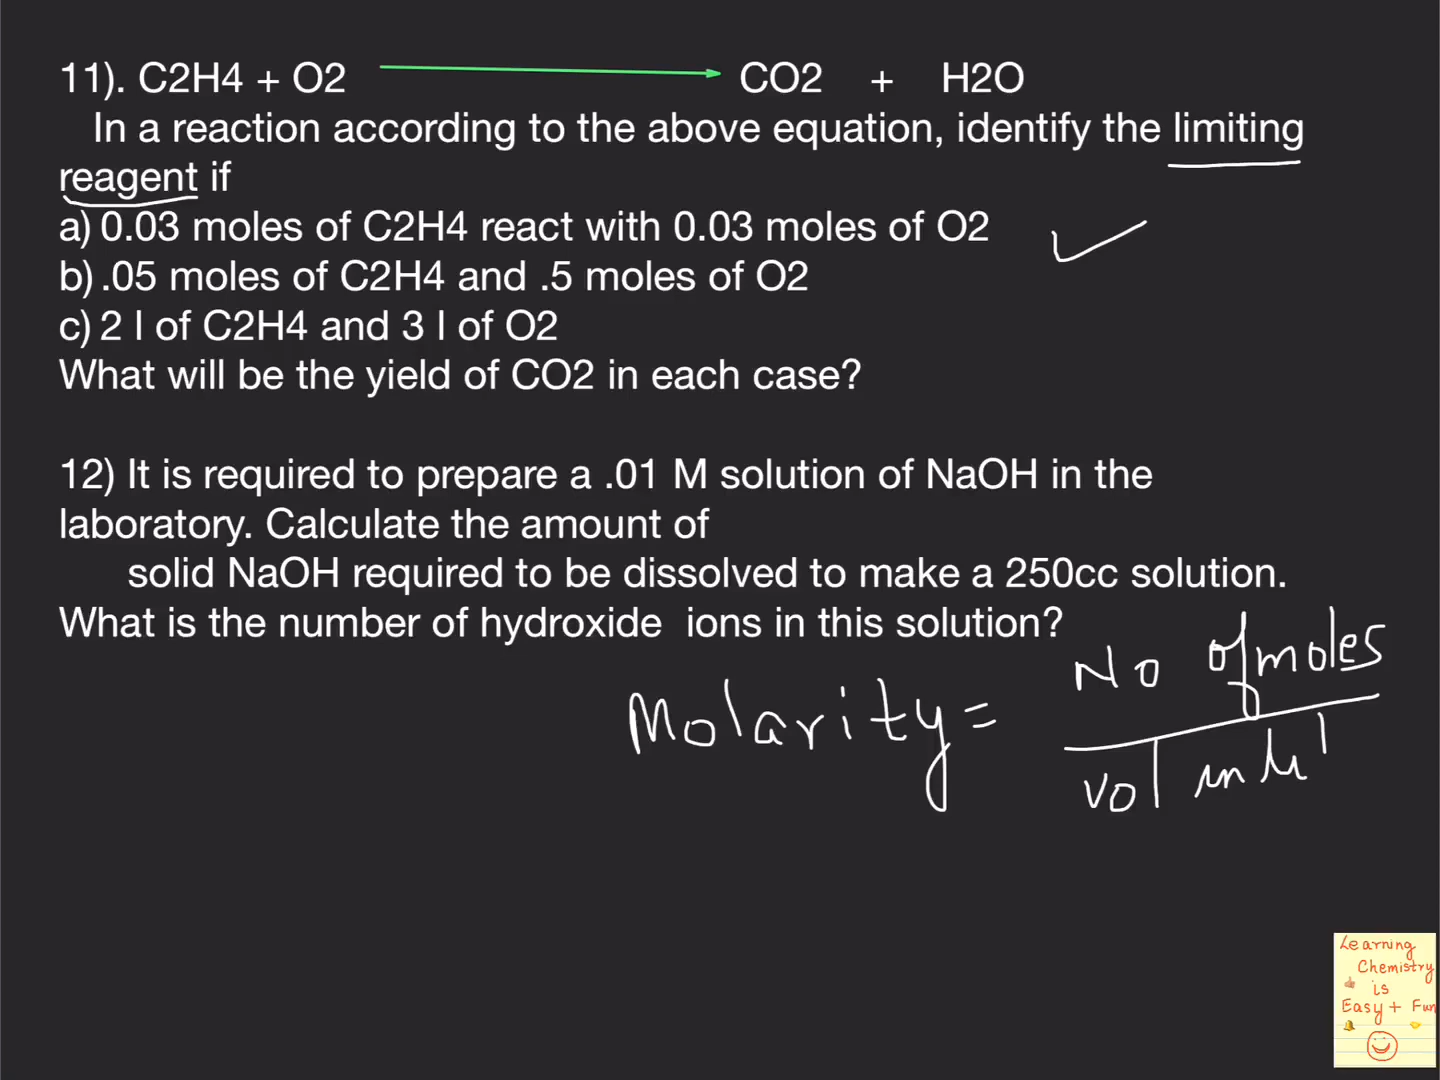 11). C2H4 + O2 CO2 + H2O
In a reaction according to the above equation, identify the limiting
reagent if
a) 0.03 moles of C2H4 react with 0.03 moles of O2
b) .05 moles of C2H4 and .5 moles of O2
c) 2 l of C2H4 and 3 l of O2
What will be the yield of CO2 in each case?
12) It is required to prepare a .01 M solution of NaOH in the
laboratory. Calculate the amount of
solid NaOH required to be dissolved to make a 250cc solution.
What is the number of hydroxide ions in this solution?
No of moles
Molarity =
vol in
Learning
Chemistry
is
Easy + Fun